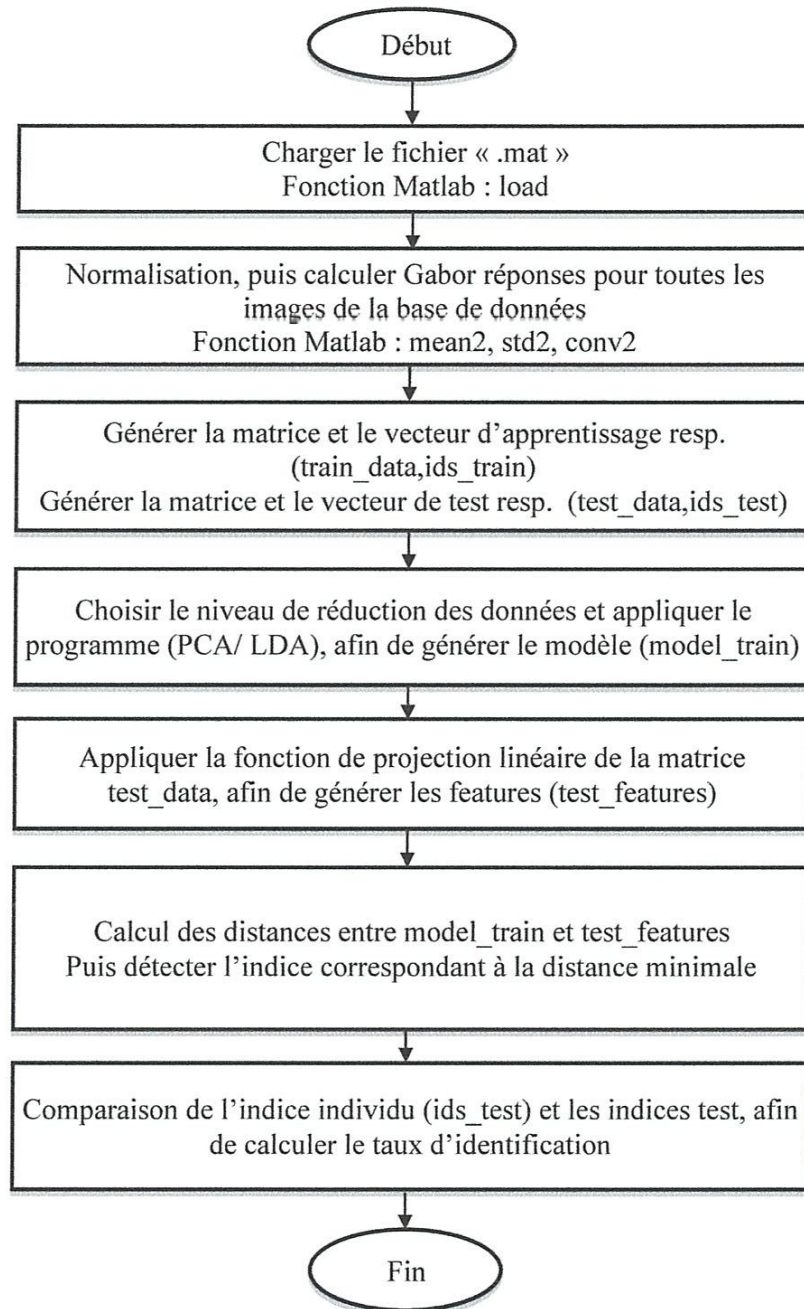 Début
Charger le fichier « .mat »
Fonction Matlab : load
Normalisation, puis calculer Gabor réponses pour toutes les
images de la base de données
Fonction Matlab : mean2, std2, conv2
Générer la matrice et le vecteur d’apprentissage resp.
(train_data,ids_train)
Générer la matrice et le vecteur de test resp. (test_data,ids_test)
Choisir le niveau de réduction des données et appliquer le
programme (PCA/ LDA), afin de générer le modèle (model_train)
Appliquer la fonction de projection linéaire de la matrice
test_data, afin de générer les features (test_features)
Calcul des distances entre model_train et test_features
Puis détecter l’indice correspondant à la distance minimale
Comparaison de l’indice individu (ids_test) et les indices test, afin
de calculer le taux d’identification
Fin